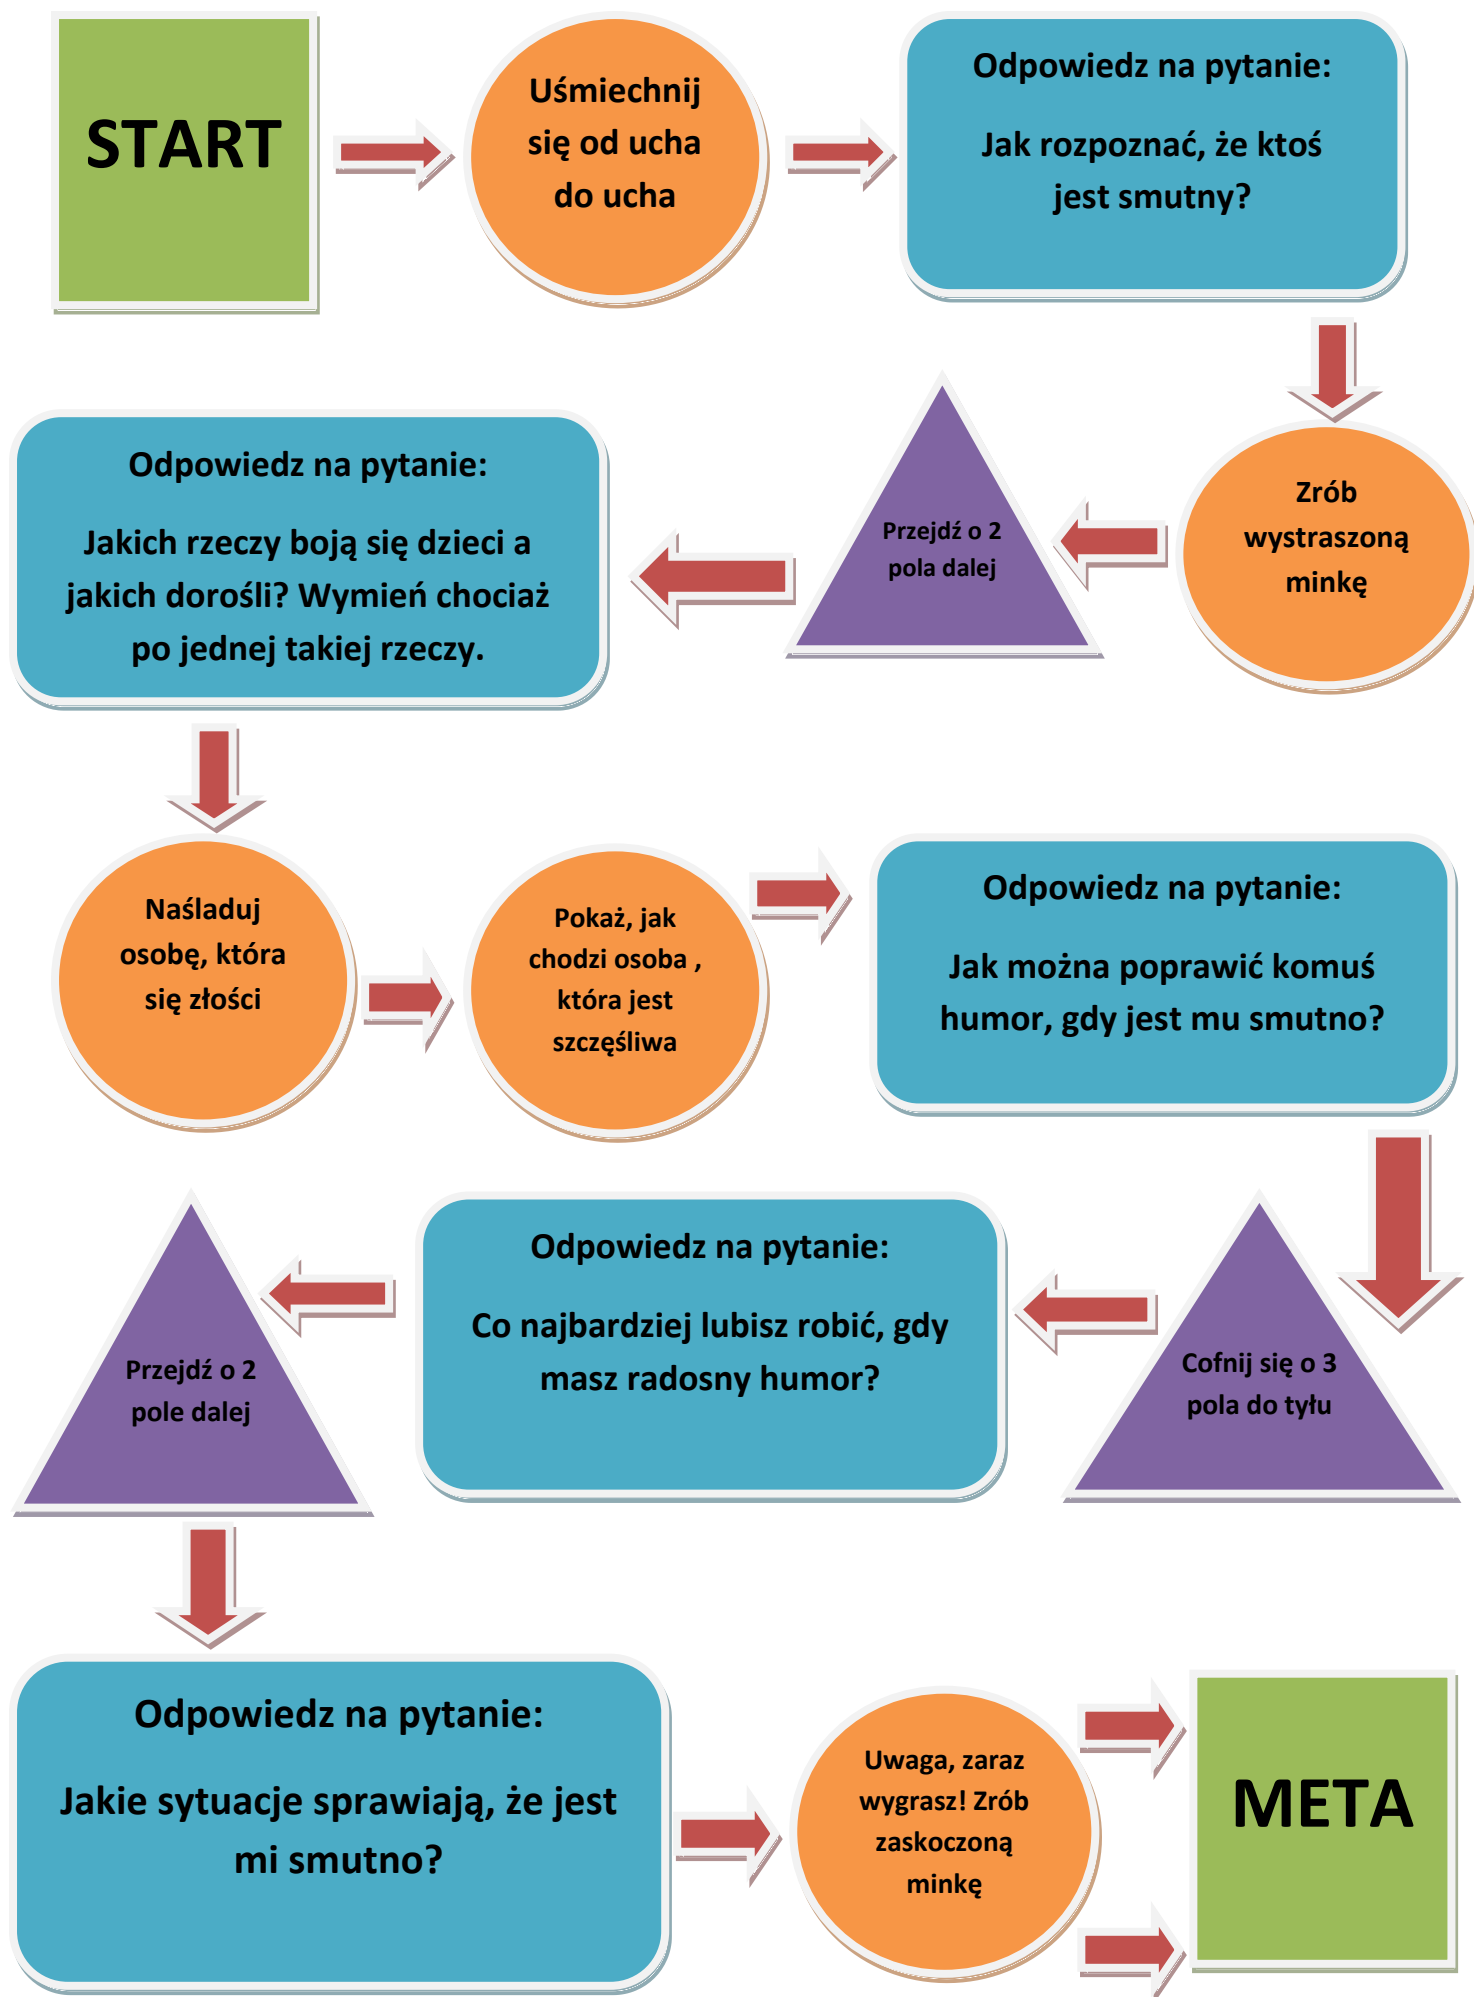 START
Uśmiechnij
się od ucha
do ucha
Odpowiedz na pytanie:
Jak rozpoznać, że ktoś
jest smutny?
Zrób
wystraszoną
minkę
Przejdź o 2
pola dalej
Odpowiedz na pytanie:
Jakich rzeczy boją się dzieci a
jakich dorośli? Wymień chociaż
po jednej takiej rzeczy.
Naśladuj
osobę, która
się złości
Pokaż, jak
chodzi osoba ,
która jest
szczęśliwa
Odpowiedz na pytanie:
Jak można poprawić komuś
humor, gdy jest mu smutno?
Cofnij się o 3
pola do tyłu
Odpowiedz na pytanie:
Co najbardziej lubisz robić, gdy
masz radosny humor?
Przejdź o 2
pole dalej
Odpowiedz na pytanie:
Jakie sytuacje sprawiają, że jest
mi smutno?
Uwaga, zaraz
wygrasz! Zrób
zaskoczoną
minkę
META